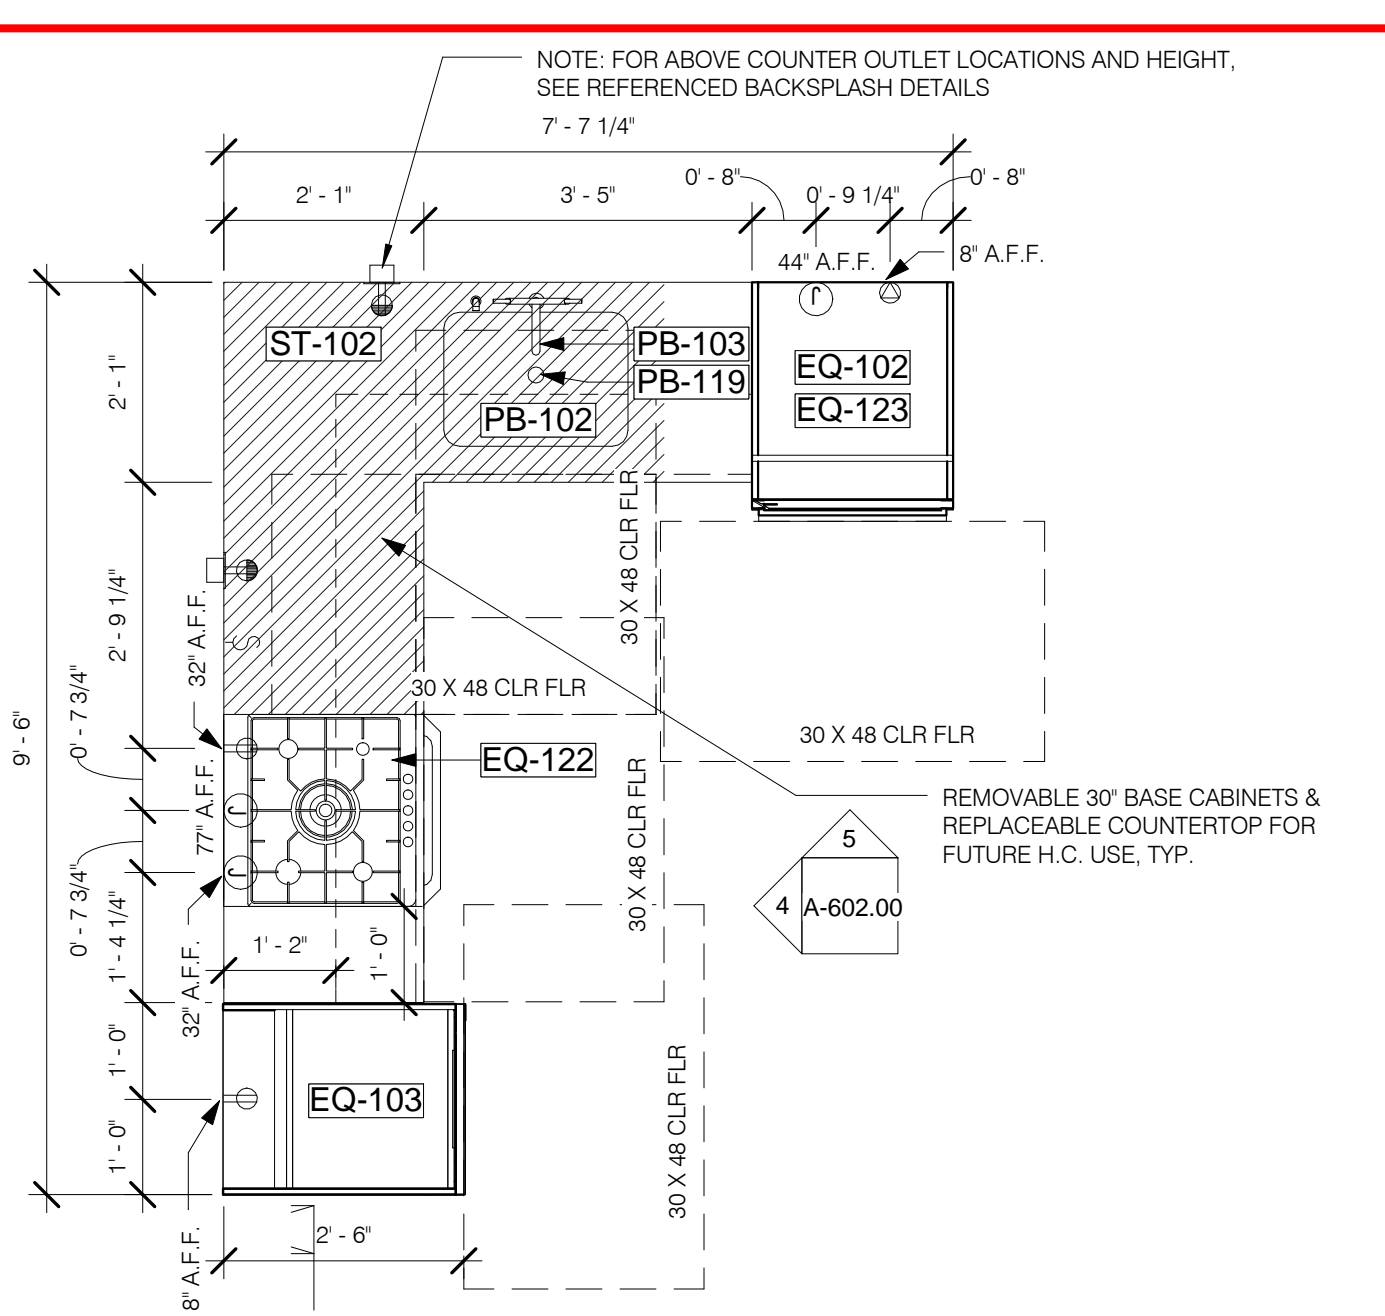 NOTE: FOR ABOVE COUNTER OUTLET LOCATIONS AND HEIGHT,
SEE REFERENCED BACKSPLASH DETAILS
7' - 7 1/4"
2' - 1"
3' - 5"
0' - 8"
0' - 9 1/4"
0' - 8"
44" A.F.F.
8" A.F.F.
ST-102
PB-103
PB-119
PB-102
EQ-102
EQ-123
2' - 1"
30 X 48 CLR FLR
2' - 9 1/4"
32" A.F.F.
S
30 X 48 CLR FLR
0' - 7 3/4"
9' - 6"
30 X 48 CLR FLR
EQ-122
77" A.F.F.
30 X 48 CLR FLR
REMOVABLE 30" BASE CABINETS &
REPLACEABLE COUNTERTOP FOR
FUTURE H.C. USE, TYP.
5
4 A-602.00
J
J
J
0' - 7 3/4"
1' - 4 1/4"
32" A.F.F.
1' - 2"
1' - 0"
1' - 0"
EQ-103
30 X 48 CLR FLR
1' - 0"
8" A.F.F.
2' - 6"